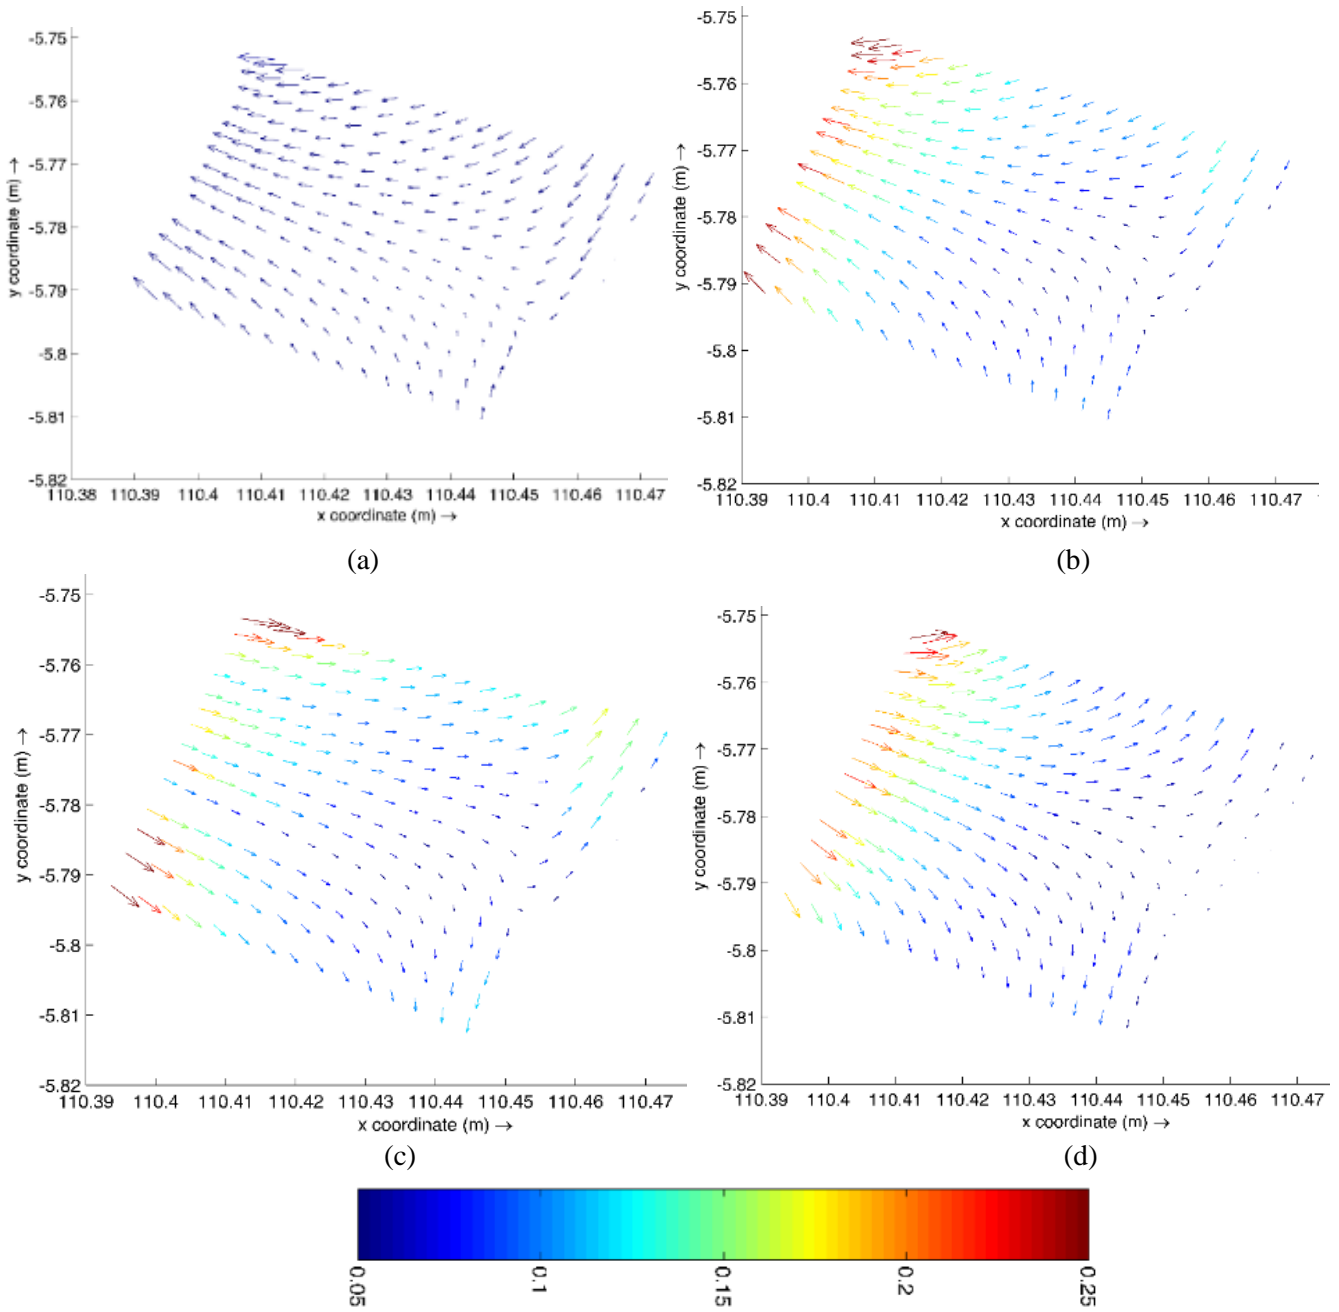 -5.75
-5.76
-5.77
-5.78
-5.79
-5.8
-5.81
-5.82
y coordinate (m) →
110.38 110.39 110.4 110.41 110.42 110.43 110.44 110.45 110.46 110.47
x coordinate (m) →
(a)
-5.75
-5.76
-5.77
-5.78
-5.79
-5.8
-5.81
-5.82
y coordinate (m) →
110.39 110.4 110.41 110.42 110.43 110.44 110.45 110.46 110.47
x coordinate (m) →
(b)
-5.75
-5.76
-5.77
-5.78
-5.79
-5.8
-5.81
-5.82
y coordinate (m) →
110.39 110.4 110.41 110.42 110.43 110.44 110.45 110.46 110.47
x coordinate (m) →
(c)
-5.75
-5.76
-5.77
-5.78
-5.79
-5.8
-5.81
-5.82
y coordinate (m) →
110.39 110.4 110.41 110.42 110.43 110.44 110.45 110.46 110.47
x coordinate (m) →
(d)
0.05 0.1 0.15 0.2 0.25